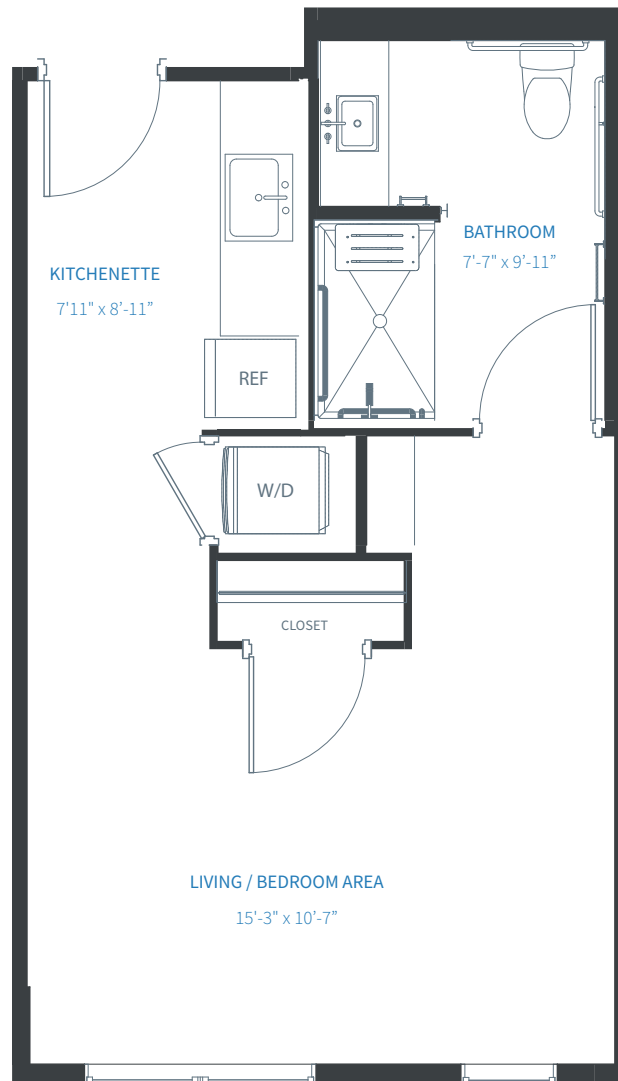 BATHROOM
7'-7" x 9'-11”
KITCHENETTE
7'11" x 8'-11”
REF
W/D
CLOSET
LIVING / BEDROOM AREA
15'-3" x 10’-7”